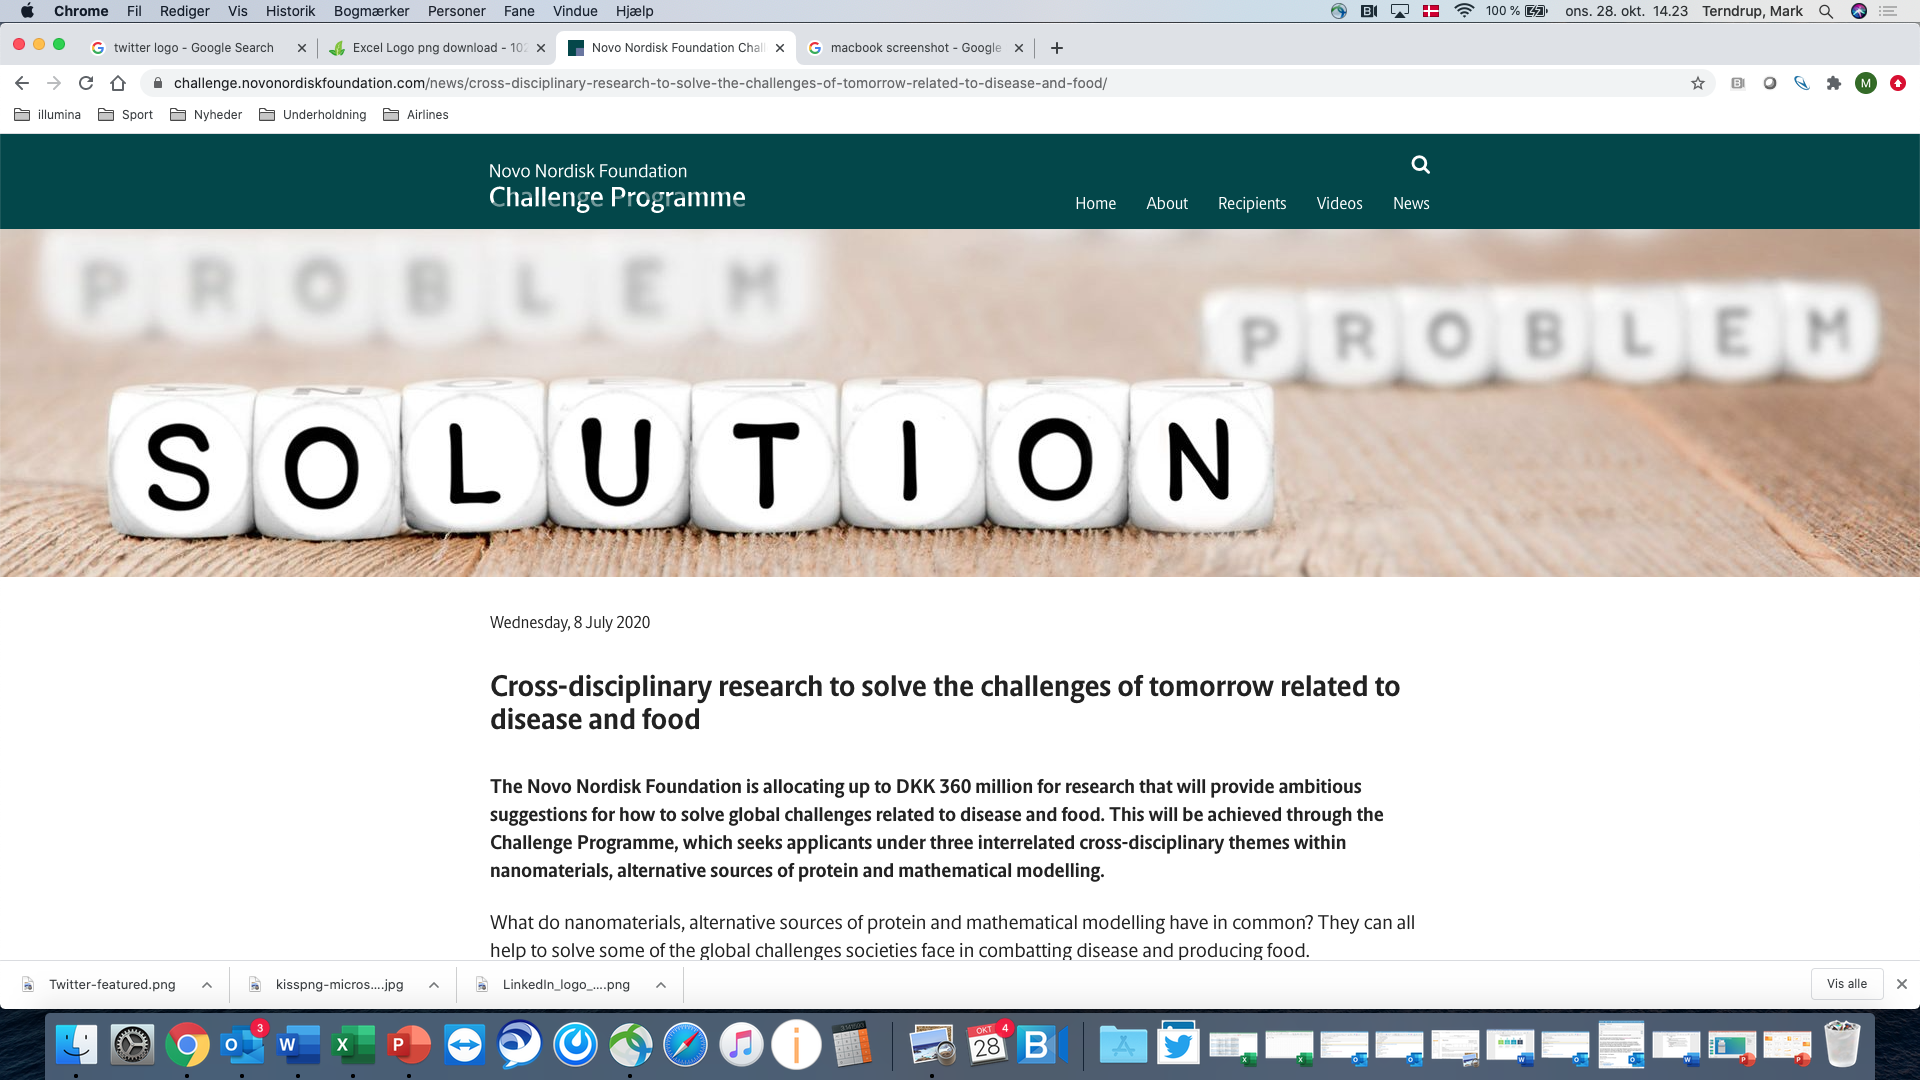 Chrome Fil Rediger Vis Historik Bogmærker Personer Fane Vindue Hjælp 100 % ons. 28. okt. 14.23 Terndrup, Mark
twitter logo - Google Search
Excel Logo png download - 102
Novo Nordisk Foundation Chal
macbook screenshot - Google
challenge.novonordiskfoundation.com/news/cross-disciplinary-research-to-solve-the-challenges-of-tomorrow-related-to-disease-and-food/
M
illumina Sport Nyheder Underholdning Airlines
Novo Nordisk Foundation
Challenge Programme
Home About Recipients Videos News
PROBLEM
PROBLEM
SOLUTION
Wednesday, 8 July 2020
Cross-disciplinary research to solve the challenges of tomorrow related to
disease and food
The Novo Nordisk Foundation is allocating up to DKK 360 million for research that will provide ambitious
suggestions for how to solve global challenges related to disease and food. This will be achieved through the
Challenge Programme, which seeks applicants under three interrelated cross-disciplinary themes within
nanomaterials, alternative sources of protein and mathematical modelling.
What do nanomaterials, alternative sources of protein and mathematical modelling have in common? They can all
help to solve some of the global challenges societies face in combatting disease and producing food.
Twitter-featured.png kisspng-micros....jpg LinkedIn_logo_....png Vis alle
3
OKT 4
28